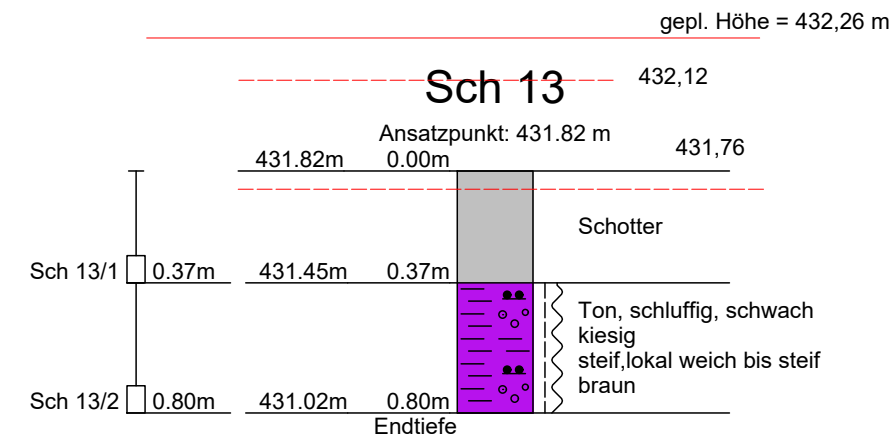 gepl. Höhe = 432,26 m
Sch 13
432,12
Ansatzpunkt: 431.82 m
431,76
431.82m 0.00m
Schotter
Sch 13/1 0.37m 431.45m 0.37m
Ton, schluffig, schwach
kiesig
steif,lokal weich bis steif
braun
Sch 13/2 0.80m 431.02m 0.80m
Endtiefe